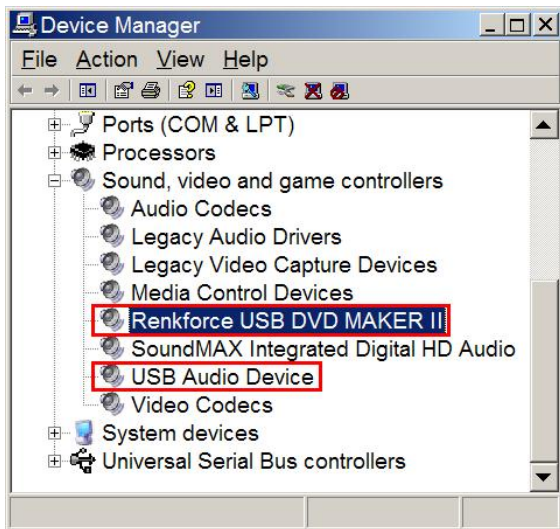 Device Manager
File Action View Help
Ports (COM & LPT)
Processors
Sound, video and game controllers
Audio Codecs
Legacy Audio Drivers
Legacy Video Capture Devices
Media Control Devices
Renkforce USB DVD MAKER II
SoundMAX Integrated Digital HD Audio
USB Audio Device
Video Codecs
System devices
Universal Serial Bus controllers